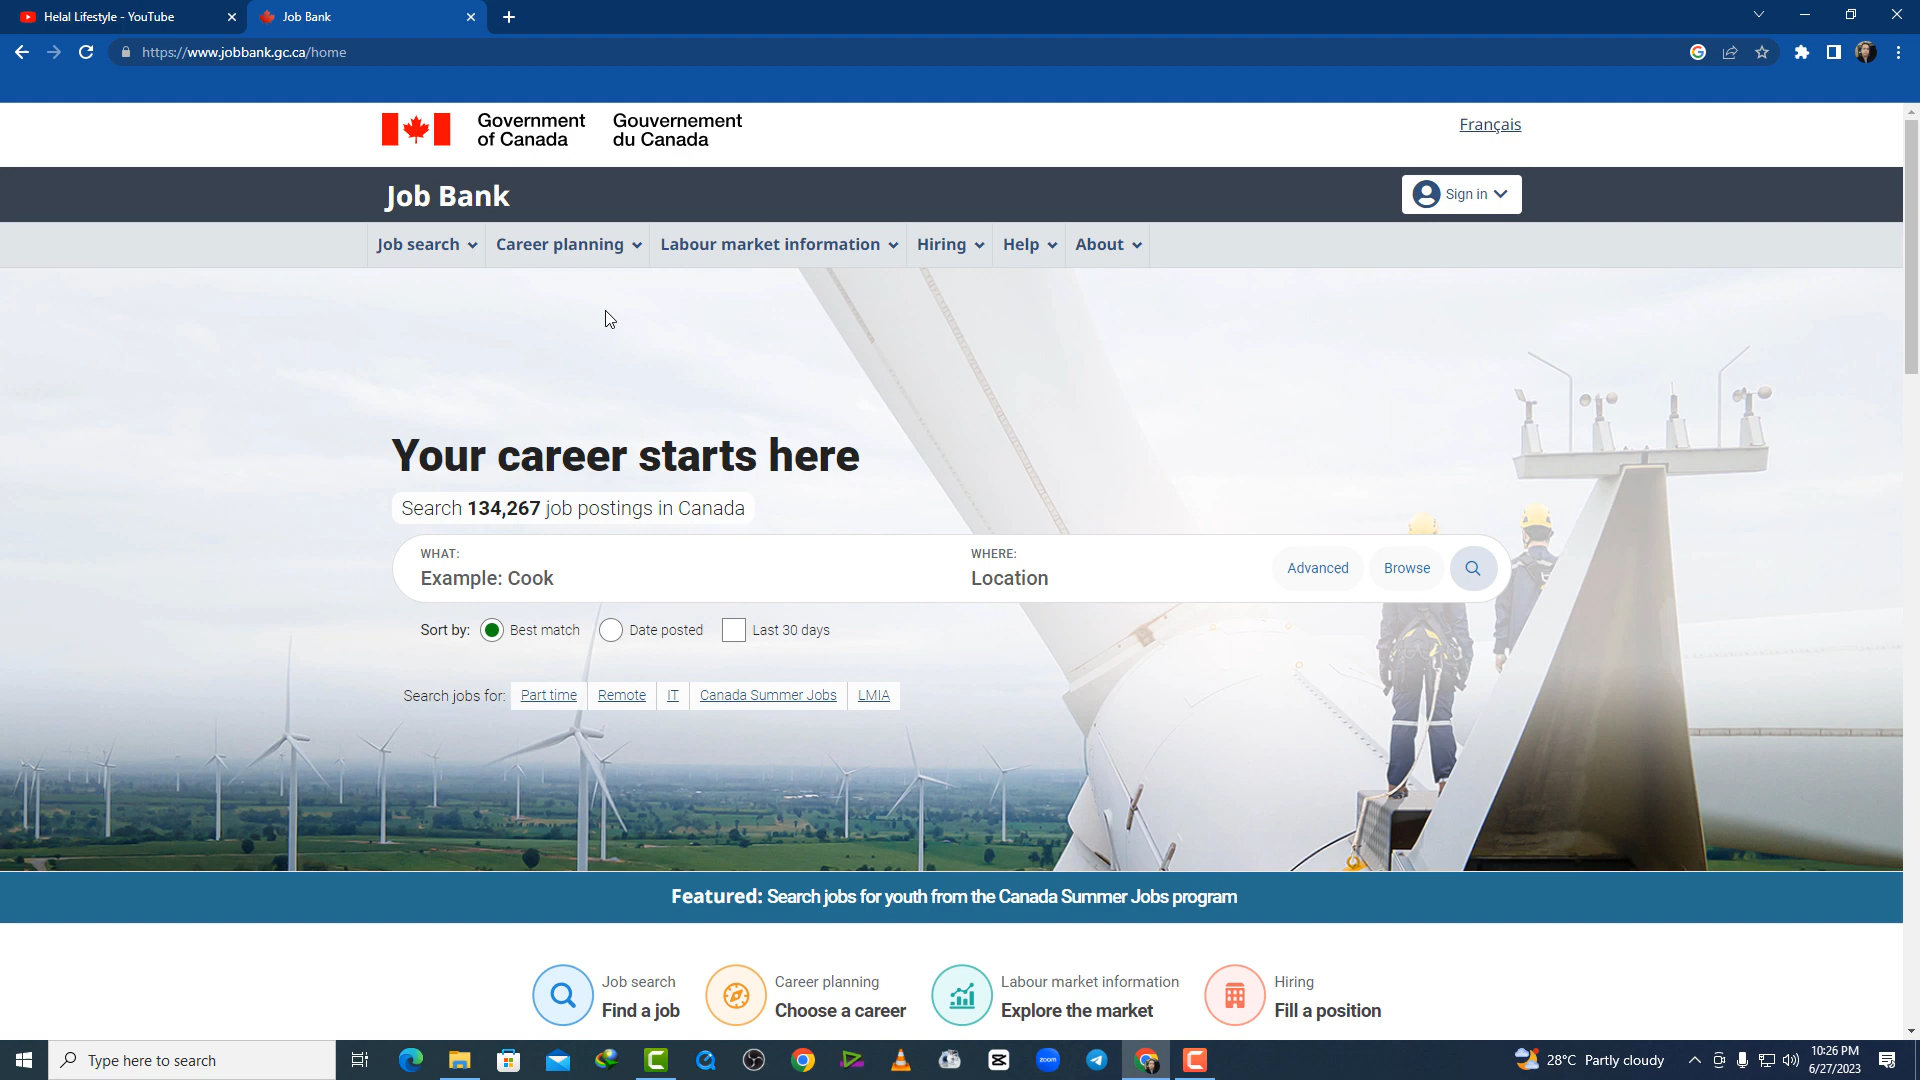 Helal Lifestyle - YouTube
Job Bank
https://www.jobbank.gc.ca/home
Government of Canada
Gouvernement du Canada
Français
Job Bank
Sign in
Job search
Career planning
Labour market information
Hiring
Help
About
Your career starts here
Search 134,267 job postings in Canada
WHAT:
Example: Cook
WHERE:
Location
Advanced
Browse
Sort by:
Best match
Date posted
Last 30 days
Search jobs for:
Part time
Remote
IT
Canada Summer Jobs
LMIA
Featured: Search jobs for youth from the Canada Summer Jobs program
Job search
Find a job
Career planning
Choose a career
Labour market information
Explore the market
Hiring
Fill a position
Type here to search
zoom
28°C Partly cloudy
10:26 PM
6/27/2023